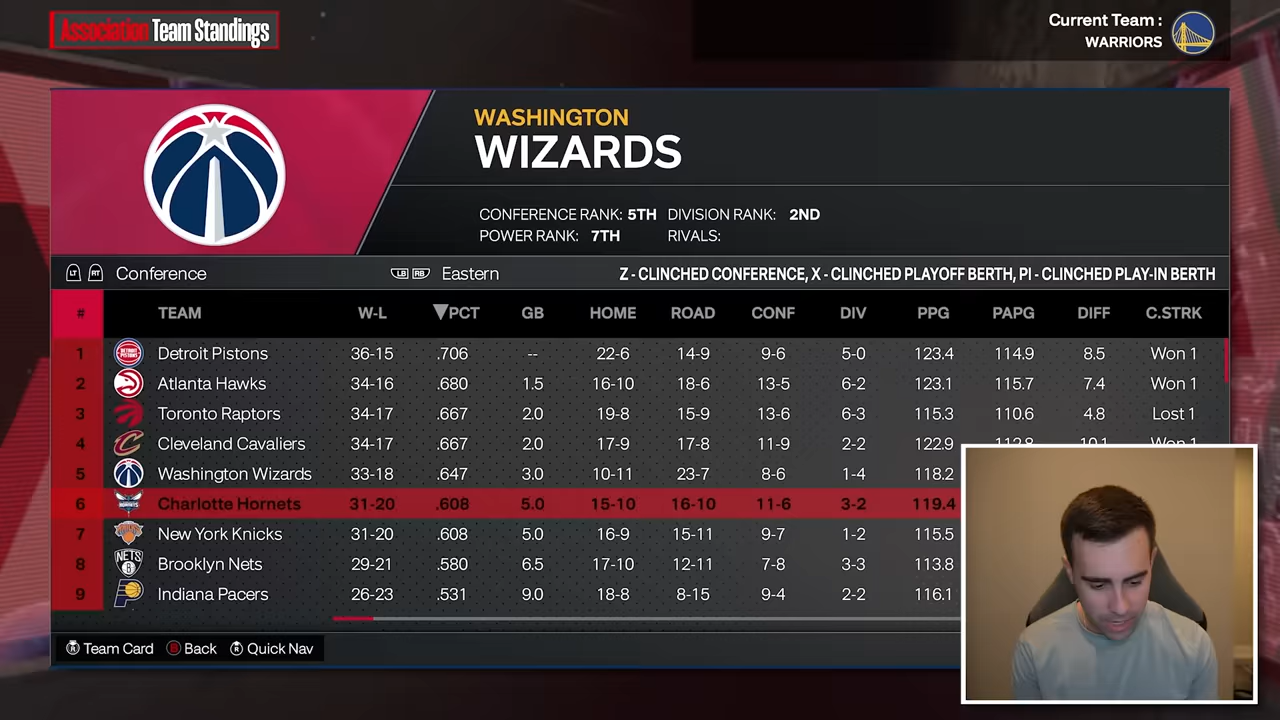 Association Team Standings
Current Team :
WARRIORS
WASHINGTON
WIZARDS
CONFERENCE RANK: 5TH DIVISION RANK: 2ND
POWER RANK: 7TH RIVALS:
LT RT Conference LB RB Eastern Z - CLINCHED CONFERENCE, X - CLINCHED PLAYOFF BERTH, PI - CLINCHED PLAY-IN BERTH
# TEAM W-L PCT GB HOME ROAD CONF DIV PPG PAPG DIFF C.STRK
1 Detroit Pistons 36-15 .706 -- 22-6 14-9 9-6 5-0 123.4 114.9 8.5 Won 1
2 Atlanta Hawks 34-16 .680 1.5 16-10 18-6 13-5 6-2 123.1 115.7 7.4 Won 1
3 Toronto Raptors 34-17 .667 2.0 19-8 15-9 13-6 6-3 115.3 110.6 4.8 Lost 1
4 Cleveland Cavaliers 34-17 .667 2.0 17-9 17-8 11-9 2-2 122.9 112.8 10.1 Won 1
5 Washington Wizards 33-18 .647 3.0 10-11 23-7 8-6 1-4 118.2
6 Charlotte Hornets 31-20 .608 5.0 15-10 16-10 11-6 3-2 119.4
7 New York Knicks 31-20 .608 5.0 16-9 15-11 9-7 1-2 115.5
8 NETS B Brooklyn Nets 29-21 .580 6.5 17-10 12-11 7-8 3-3 113.8
9 Indiana Pacers 26-23 .531 9.0 18-8 8-15 9-4 2-2 116.1
R Team Card B Back R Quick Nav